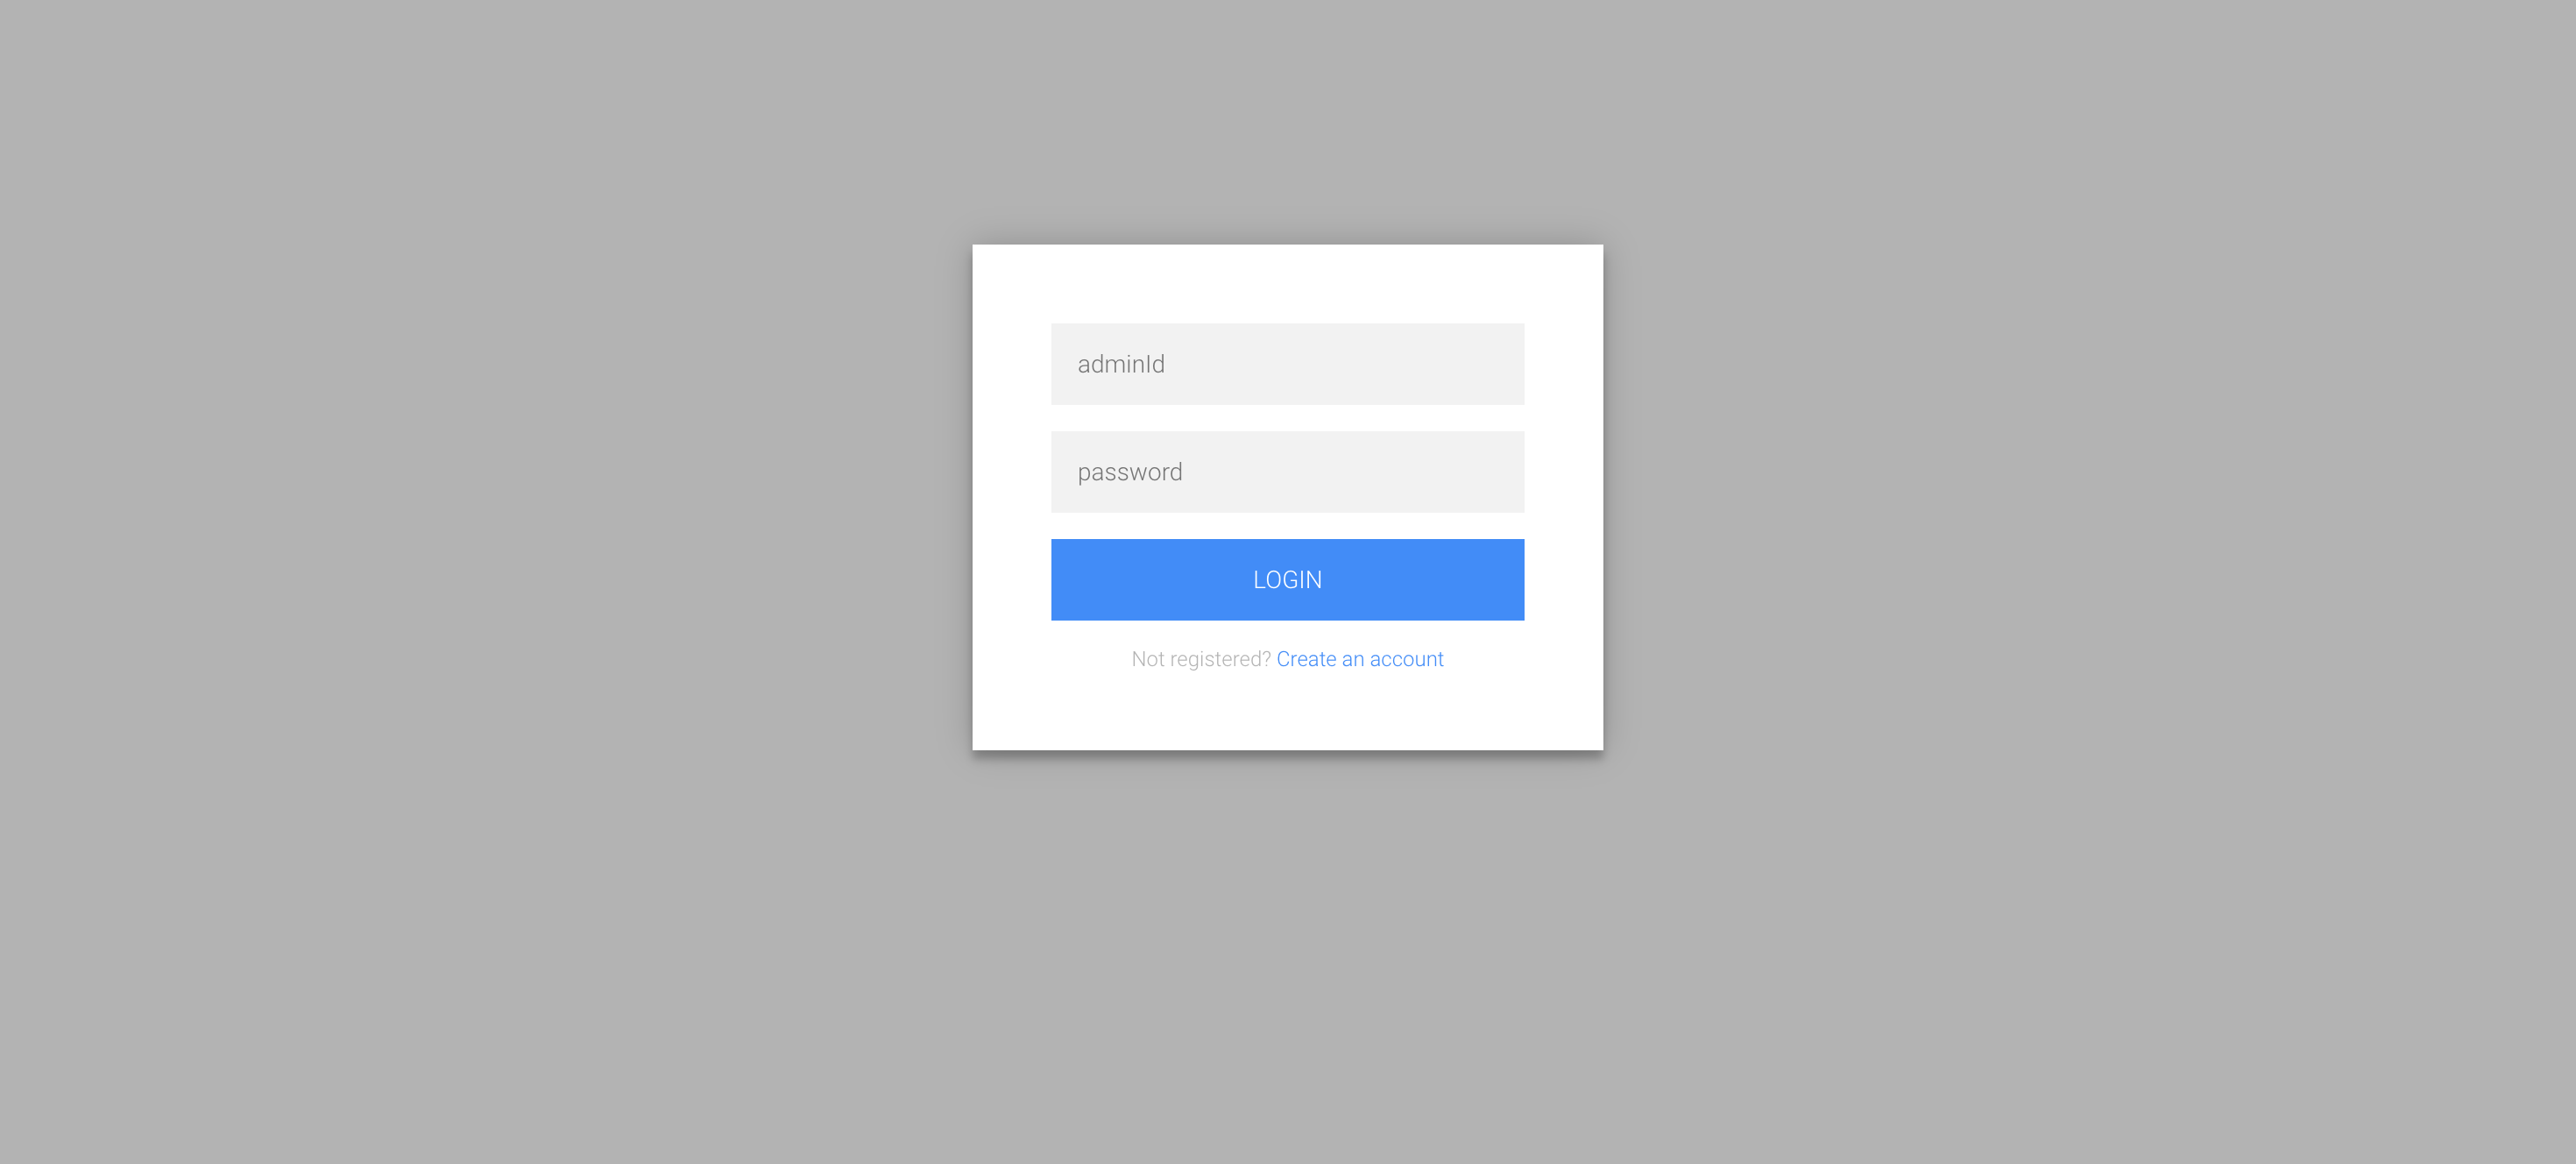 adminId
password
LOGIN
Not registered? Create an account